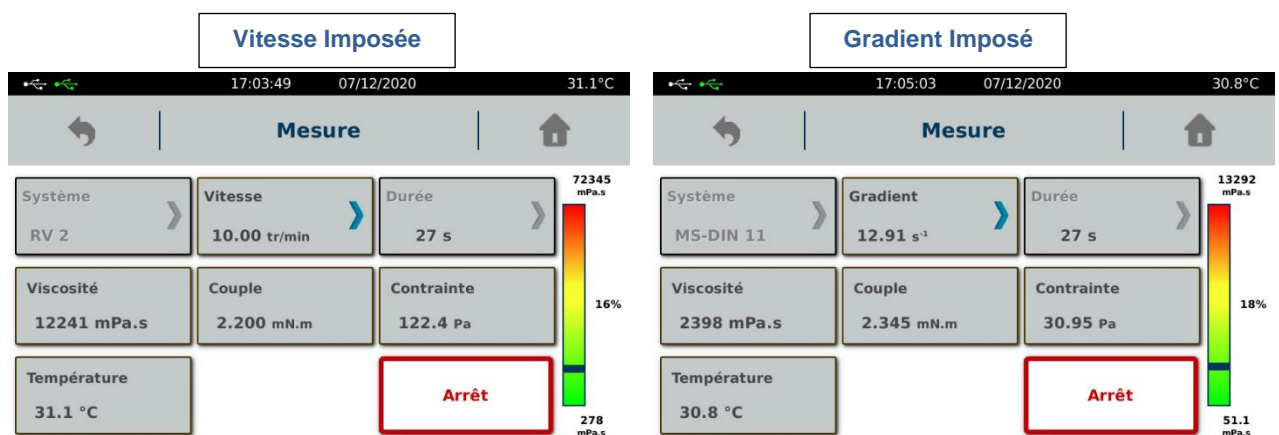 Vitesse Imposée
17:03:49 07/12/2020 31.1°C
Mesure
Système
RV 2
Vitesse
10.00 tr/min
Durée
27 s
72345
mPa.s
Viscosité
12241 mPa.s
Couple
2.200 mN.m
Contrainte
122.4 Pa
16%
Température
31.1 °C
Arrêt
278
mPa.s
Gradient Imposé
17:05:03 07/12/2020 30.8°C
Mesure
Système
MS-DIN 11
Gradient
12.91 s⁻¹
Durée
27 s
13292
mPa.s
Viscosité
2398 mPa.s
Couple
2.345 mN.m
Contrainte
30.95 Pa
18%
Température
30.8 °C
Arrêt
51.1
mPa.s